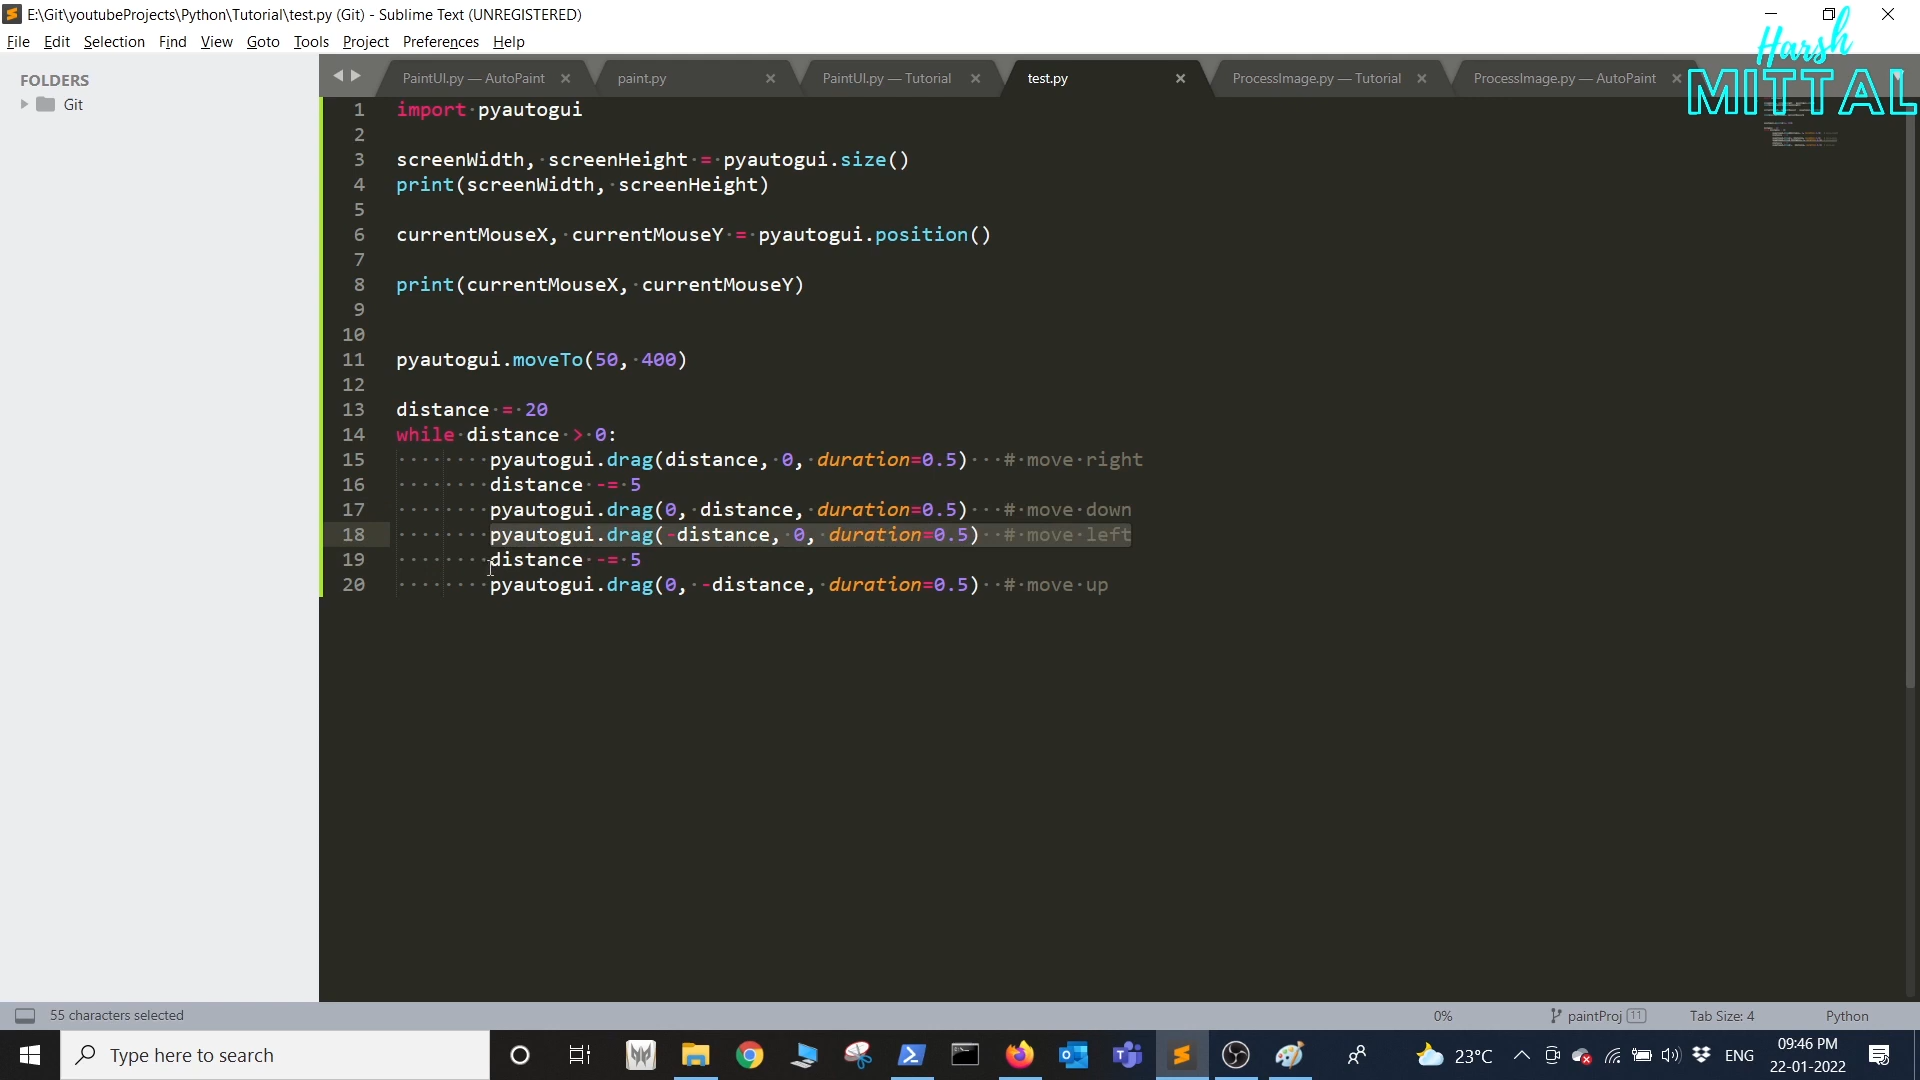 E:\Git\youtubeProjects\Python\Tutorial\test.py (Git) - Sublime Text (UNREGISTERED)
File Edit Selection Find View Goto Tools Project Preferences Help
Harsh
MITTAL
FOLDERS
Git
PaintUI.py — AutoPaint
paint.py
PaintUI.py — Tutorial
test.py
ProcessImage.py — Tutorial
ProcessImage.py — AutoPaint
1 import pyautogui
2
3 screenWidth, screenHeight = pyautogui.size()
4 print(screenWidth, screenHeight)
5
6 currentMouseX, currentMouseY = pyautogui.position()
7
8 print(currentMouseX, currentMouseY)
9
10
11 pyautogui.moveTo(50, 400)
12
13 distance = 20
14 while distance > 0:
15 pyautogui.drag(distance, 0, duration=0.5) # move right
16 distance -= 5
17 pyautogui.drag(0, distance, duration=0.5) # move down
18 pyautogui.drag(-distance, 0, duration=0.5) # move left
19 distance -= 5
20 pyautogui.drag(0, -distance, duration=0.5) # move up
55 characters selected
0%
paintProj 11
Tab Size: 4
Python
Type here to search
23°C
ENG
09:46 PM
22-01-2022